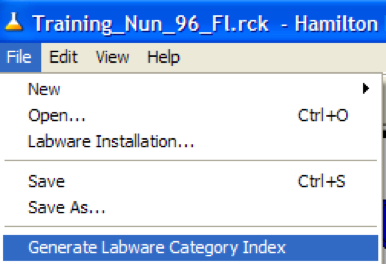 Training_Nun_96_Fl.rck - Hamilton
File Edit View Help
New
Open... Ctrl+O
Labware Installation...
Save Ctrl+S
Save As...
Generate Labware Category Index